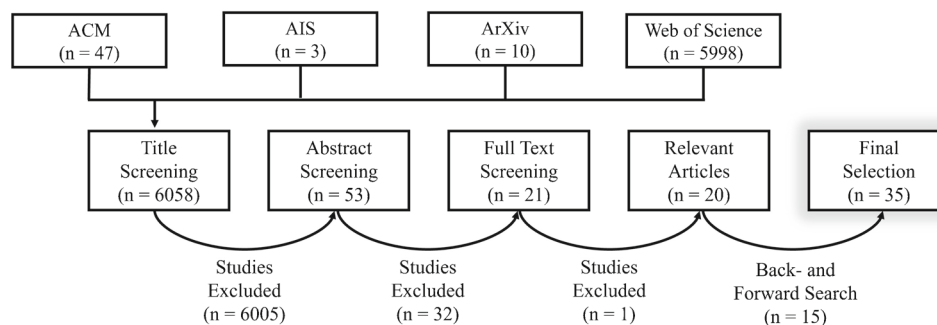 ACM
(n = 47)
AIS
(n = 3)
ArXiv
(n = 10)
Web of Science
(n = 5998)
Title
Screening
(n = 6058)
Abstract
Screening
(n = 53)
Full Text
Screening
(n = 21)
Relevant
Articles
(n = 20)
Final
Selection
(n = 35)
Studies
Excluded
(n = 6005)
Studies
Excluded
(n = 32)
Studies
Excluded
(n = 1)
Back- and
Forward Search
(n = 15)